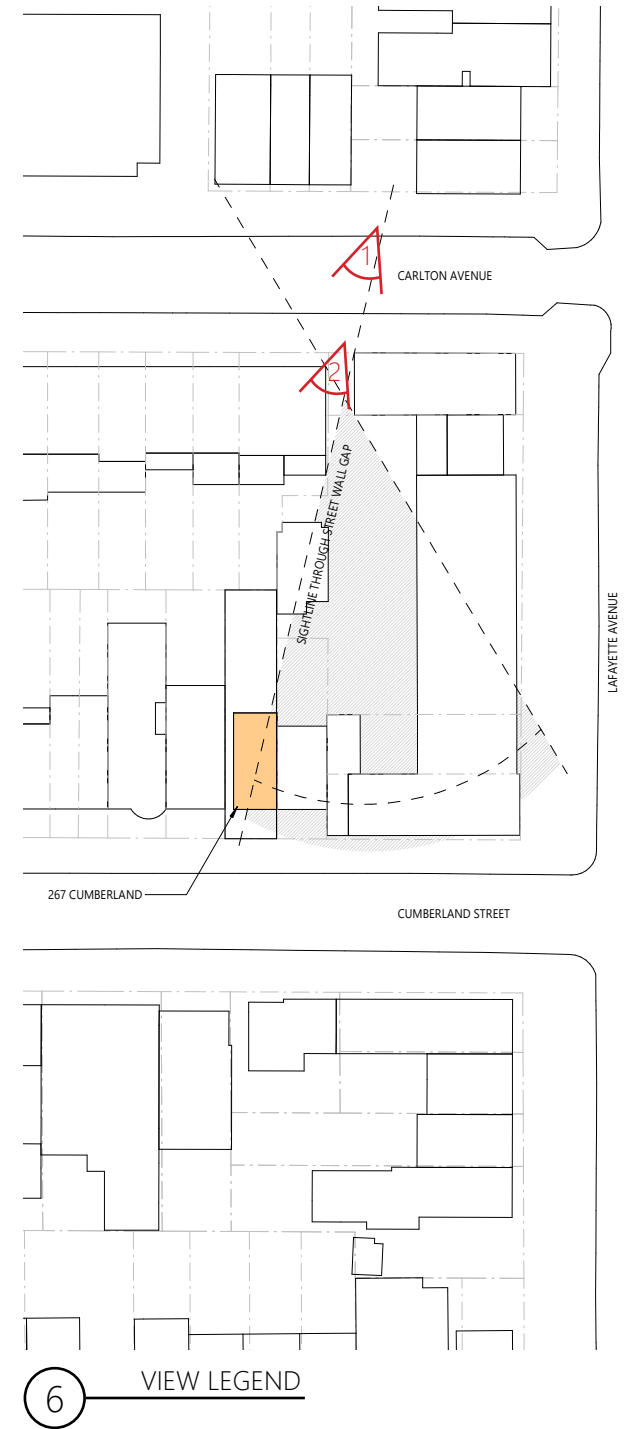 1
CARLTON AVENUE
2
SIGHTLINE THROUGH STREET WALL GAP
LAFAYETTE AVENUE
267 CUMBERLAND
CUMBERLAND STREET
6
VIEW LEGEND